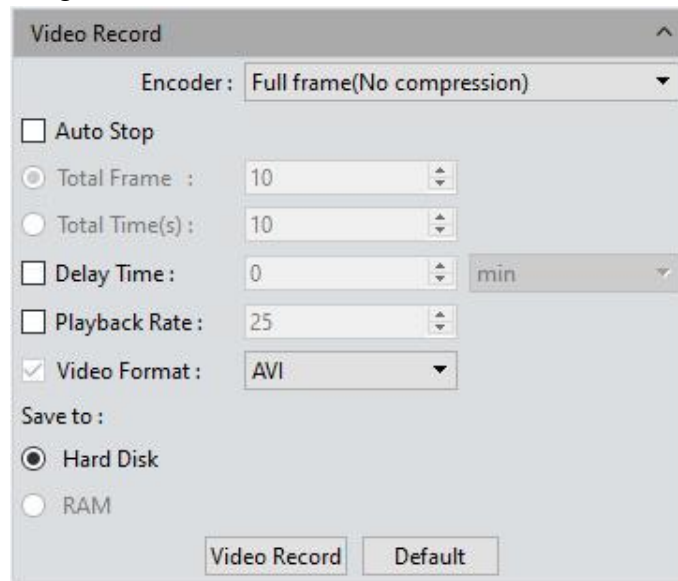 Video Record
Encoder : Full frame(No compression)
Auto Stop
Total Frame : 10
Total Time(s) : 10
Delay Time : 0 min
Playback Rate : 25
Video Format : AVI
Save to :
Hard Disk
RAM
Video Record Default